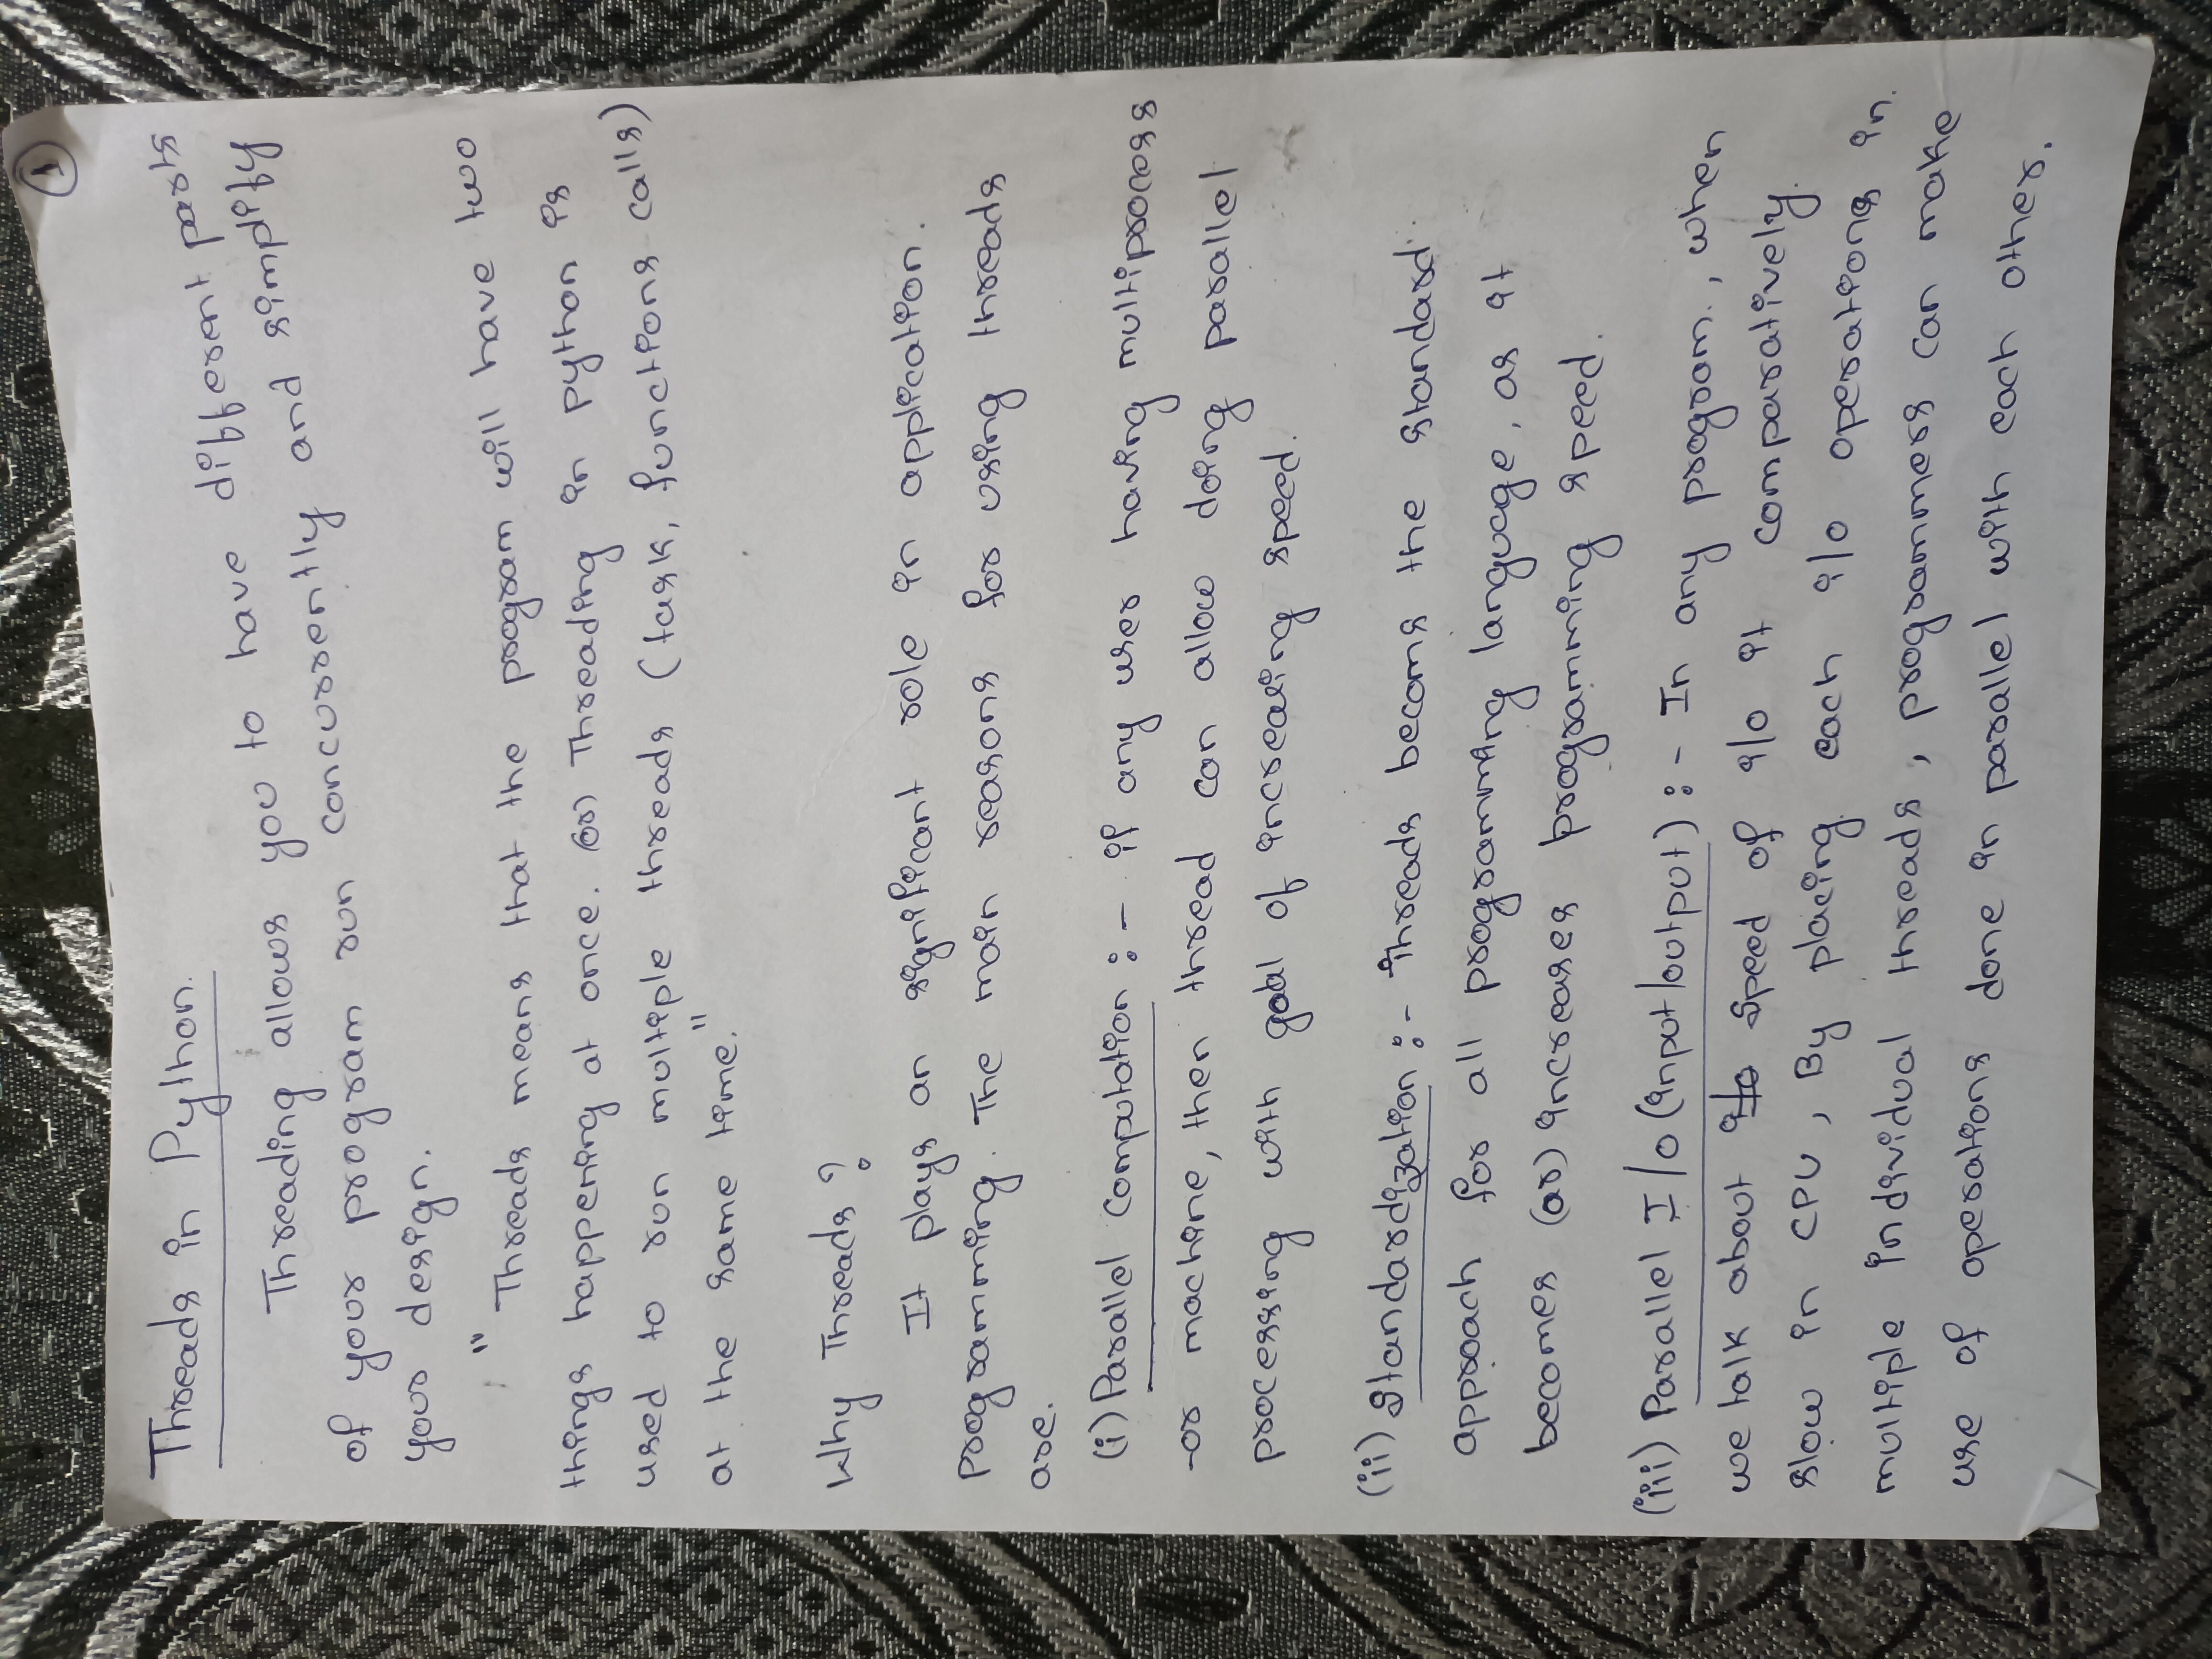 1
Threads in Python.
Threading allows you to have different parts
of your program run concurrently and simplify
your design.
"Threads means that the program will have two
things happening at once. (or) Threading in python is
used to run multiple threads (task, functions calls)
at the same time."
Why Threads?
It plays an significant role in application.
programming. The main reasons for using threads
are.
(i) Parallel Computation :- if any user having multiprocess
-or machine, then thread can allow doing parallel
processing with goal of increasing speed.
(ii) Standardization :- Threads becoms the standard
approach for all programming language, as it
becomes (or) increases programming speed.
(iii) Parallel I/o (input/output) :- In any program., when
we talk about i/o speed of i/o it comparatively.
slow in CPU, By placing each i/o operations in.
multiple individual threads, programmers can make
use of operations done in parallel with each other.